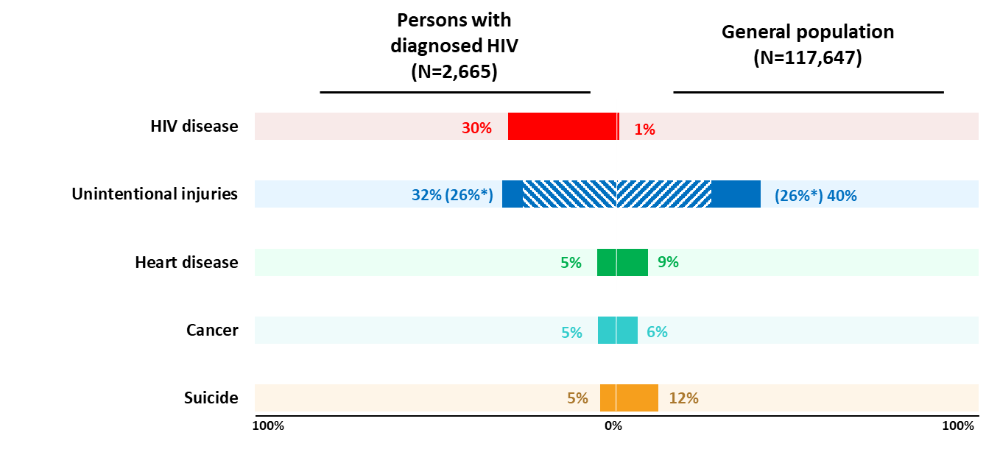 Persons with
diagnosed HIV
(N=2,665)
General population
(N=117,647)
HIV disease
30%
1%
Unintentional injuries
32% (26%*)
(26%*) 40%
Heart disease
5%
9%
Cancer
5%
6%
Suicide
5%
12%
100%
0%
100%